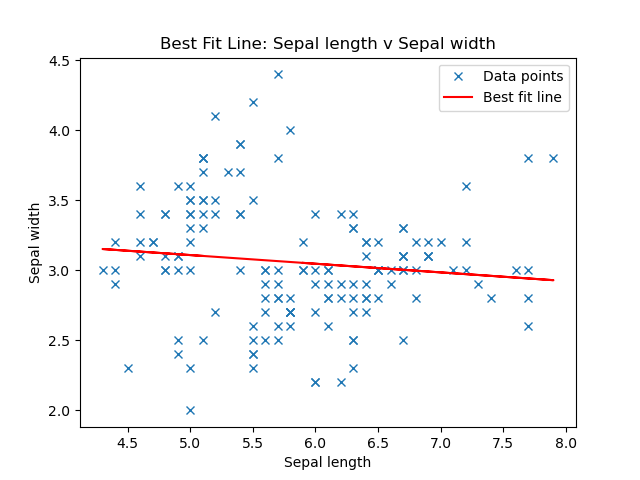 Best Fit Line: Sepal length v Sepal width
Data points
Best fit line
Sepal width
4.5
4.0
3.5
3.0
2.5
2.0
4.5 5.0 5.5 6.0 6.5 7.0 7.5 8.0
Sepal length